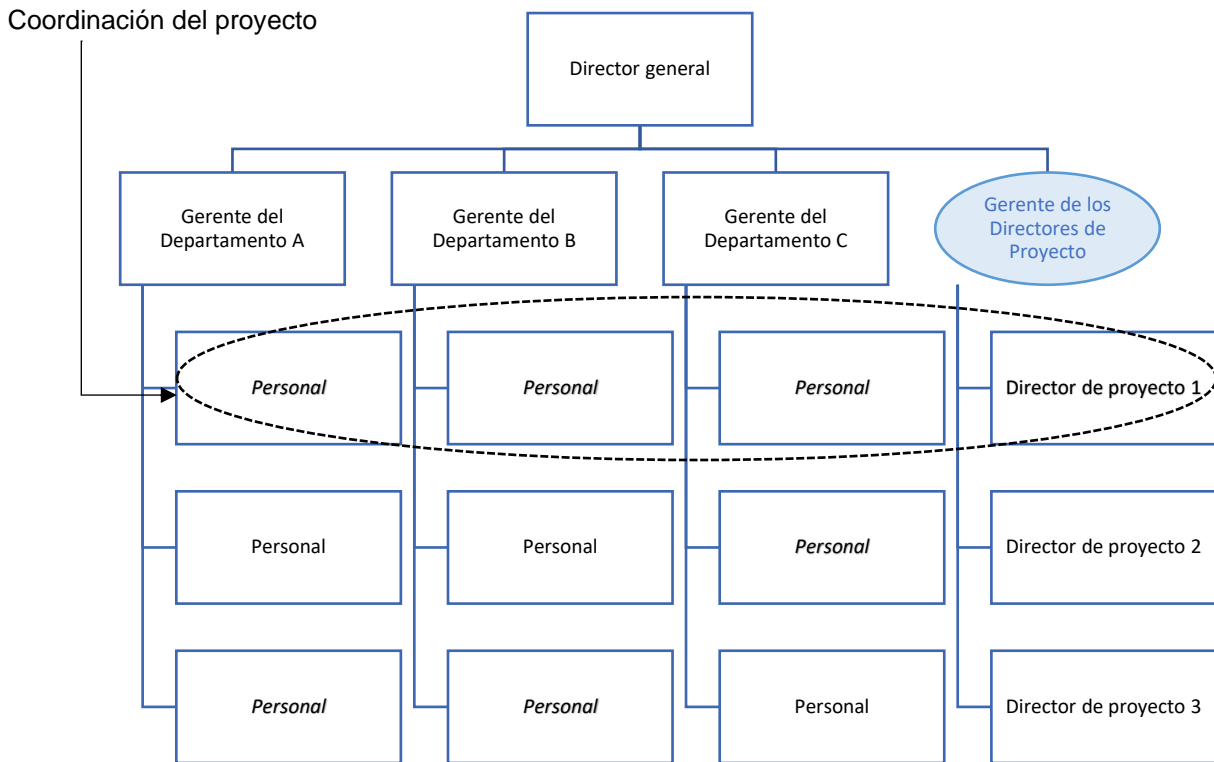 Coordinación del proyecto
Director general
Gerente del
Departamento A
Gerente del
Departamento B
Gerente del
Departamento C
Gerente de los
Directores de
Proyecto
Personal
Personal
Personal
Director de proyecto 1
Personal
Personal
Personal
Director de proyecto 2
Personal
Personal
Personal
Director de proyecto 3